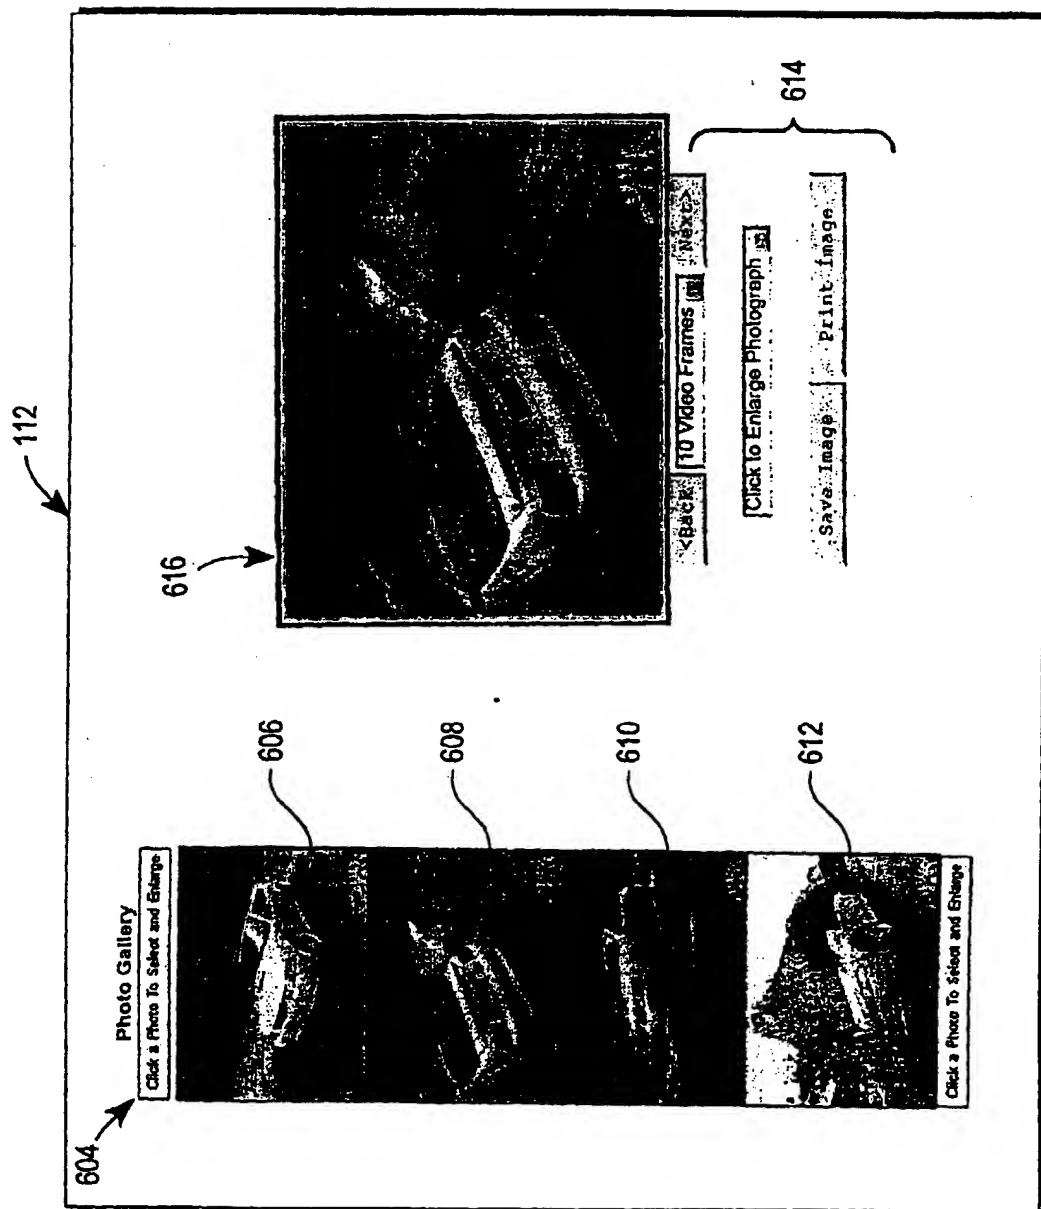 112
604
Photo Gallery
Click a Photo To Select and Enlarge
606
608
610
612
Click a Photo To Select and Enlarge
616
<Back
10 Video Frames
Next>
Click to Enlarge Photograph
Save Image
Print Image
614